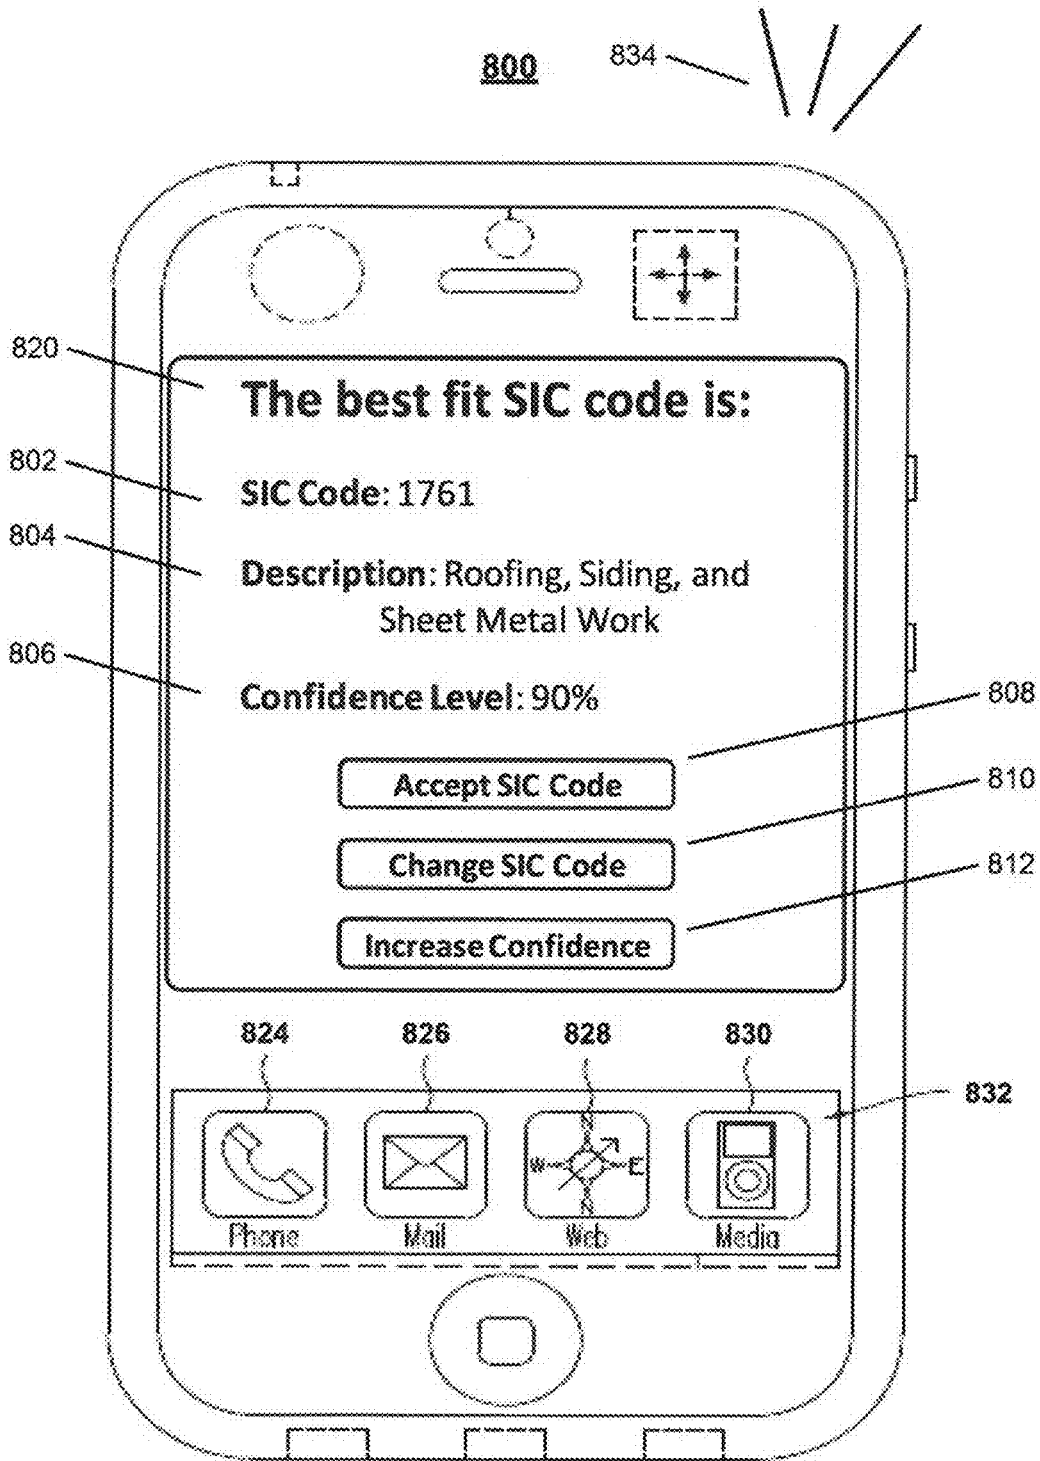 800
834
820
The best fit SIC code is:
802
SIC Code: 1761
804
Description: Roofing, Siding, and
Sheet Metal Work
806
Confidence Level: 90%
808
Accept SIC Code
810
Change SIC Code
812
Increase Confidence
824 826 828 830
832
N
W E
N
Phone Mail Web Media